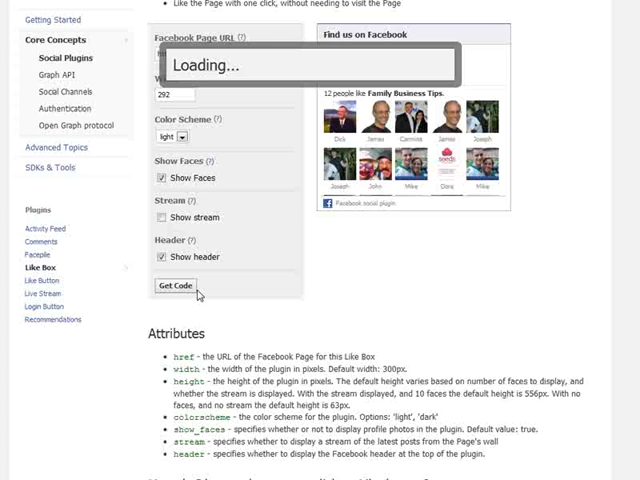 Like the Page with one click, without needing to visit the Page
Getting Started
Core Concepts
Social Plugins
Graph API
Social Channels
Authentication
Open Graph protocol
Advanced Topics
SDKs & Tools
Plugins
Activity Feed
Comments
Facepile
Like Box
Like Button
Live Stream
Login Button
Recommendations
Facebook Page URL (?)
Loading...
292
Color Scheme (?)
light
Show Faces (?)
Show Faces
Stream (?)
Show stream
Header (?)
Show header
Get Code
Find us on Facebook
12 people like Family Business Tips.
Dick James Carminé James Joseph
Joseph John Mike Dora Mike
Facebook social plugin
Attributes
href - the URL of the Facebook Page for this Like Box
width - the width of the plugin in pixels. Default width: 300px.
height - the height of the plugin in pixels. The default height varies based on number of faces to display, and
whether the stream is displayed. With the stream displayed, and 10 faces the default height is 556px. With no
faces, and no stream the default height is 63px.
colorscheme - the color scheme for the plugin. Options: 'light', 'dark'
show_faces - specifies whether or not to display profile photos in the plugin. Default value: true.
stream - specifies whether to display a stream of the latest posts from the Page's wall
header - specifies whether to display the Facebook header at the top of the plugin.